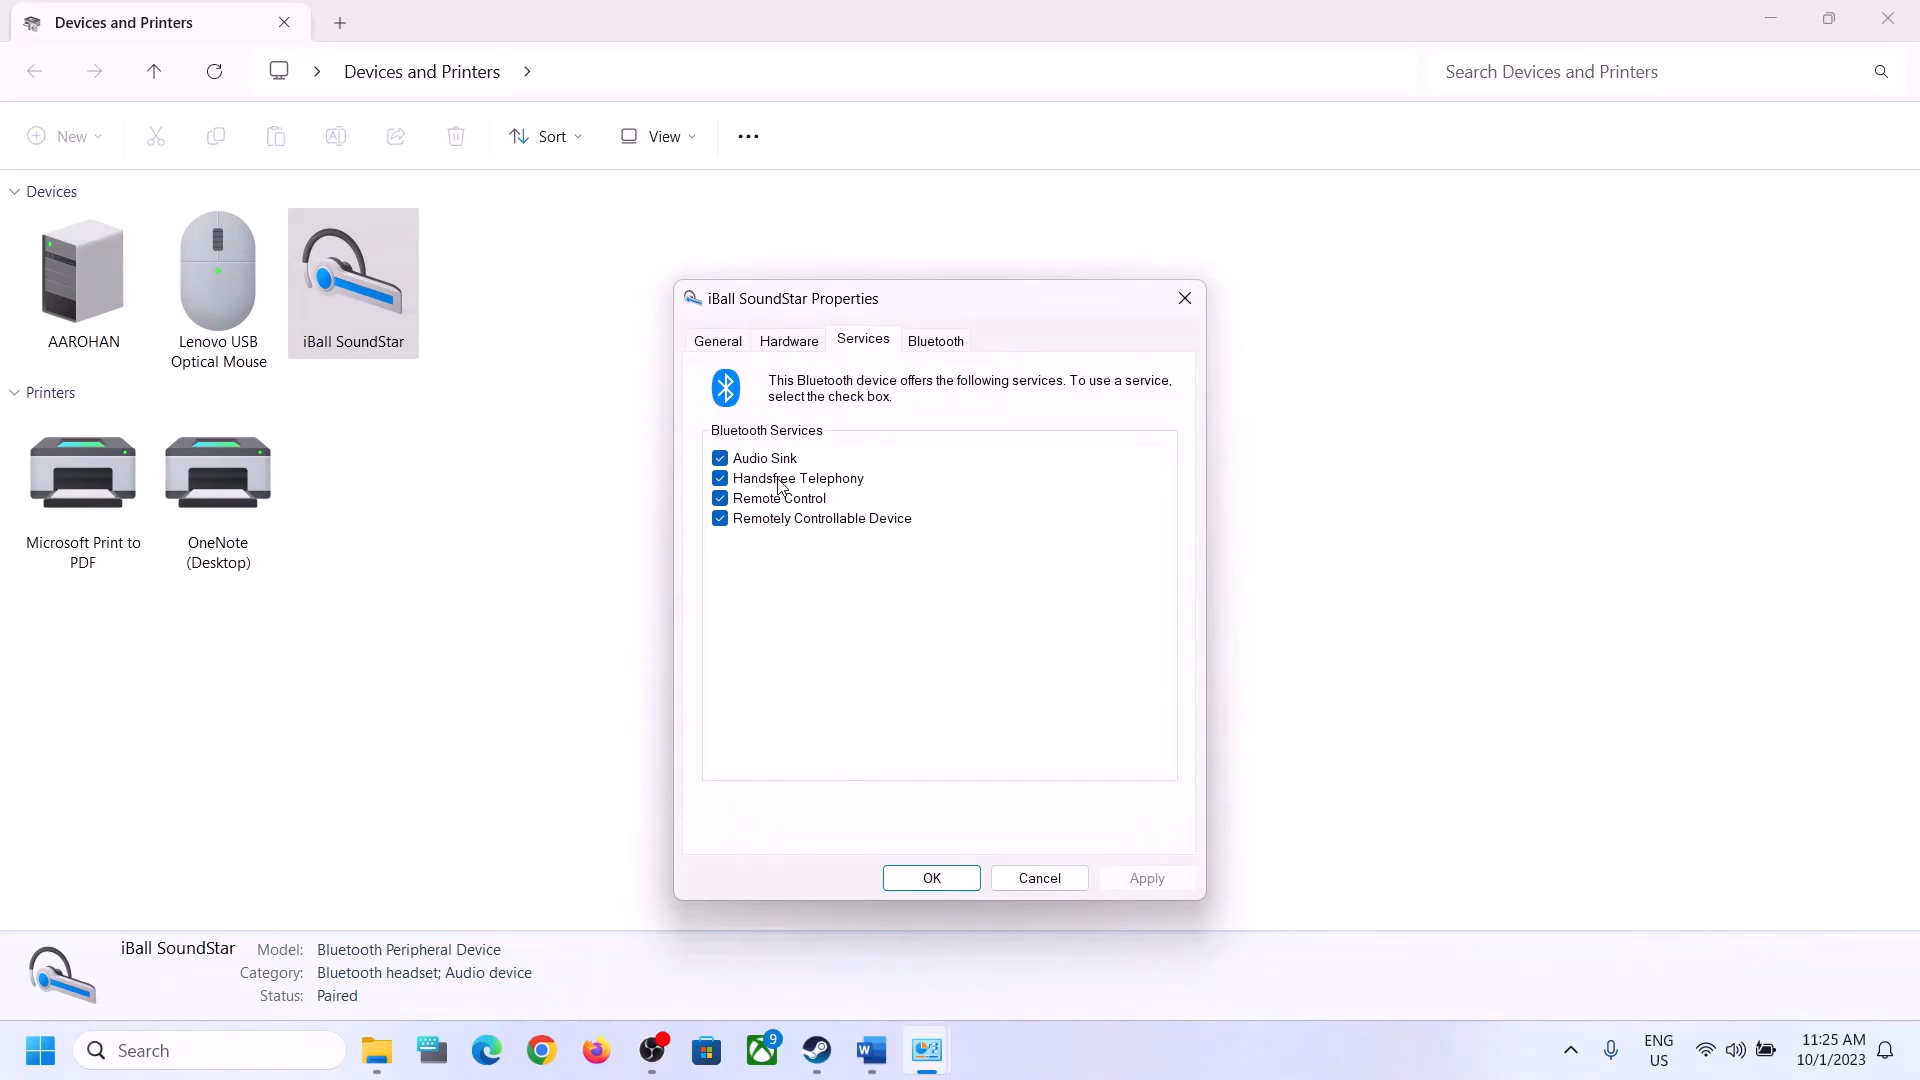 Devices and Printers
Devices and Printers
Search Devices and Printers
New
Sort
View
Devices
AAROHAN
Lenovo USB
Optical Mouse
iBall SoundStar
Printers
Microsoft Print to
PDF
OneNote
(Desktop)
iBall SoundStar Properties
General
Hardware
Services
Bluetooth
This Bluetooth device offers the following services. To use a service,
select the check box.
Bluetooth Services
Audio Sink
Handsfree Telephony
Remote Control
Remotely Controllable Device
OK
Cancel
Apply
iBall SoundStar
Model: Bluetooth Peripheral Device
Category: Bluetooth headset; Audio device
Status: Paired
Search
9
ENG
US
11:25 AM
10/1/2023